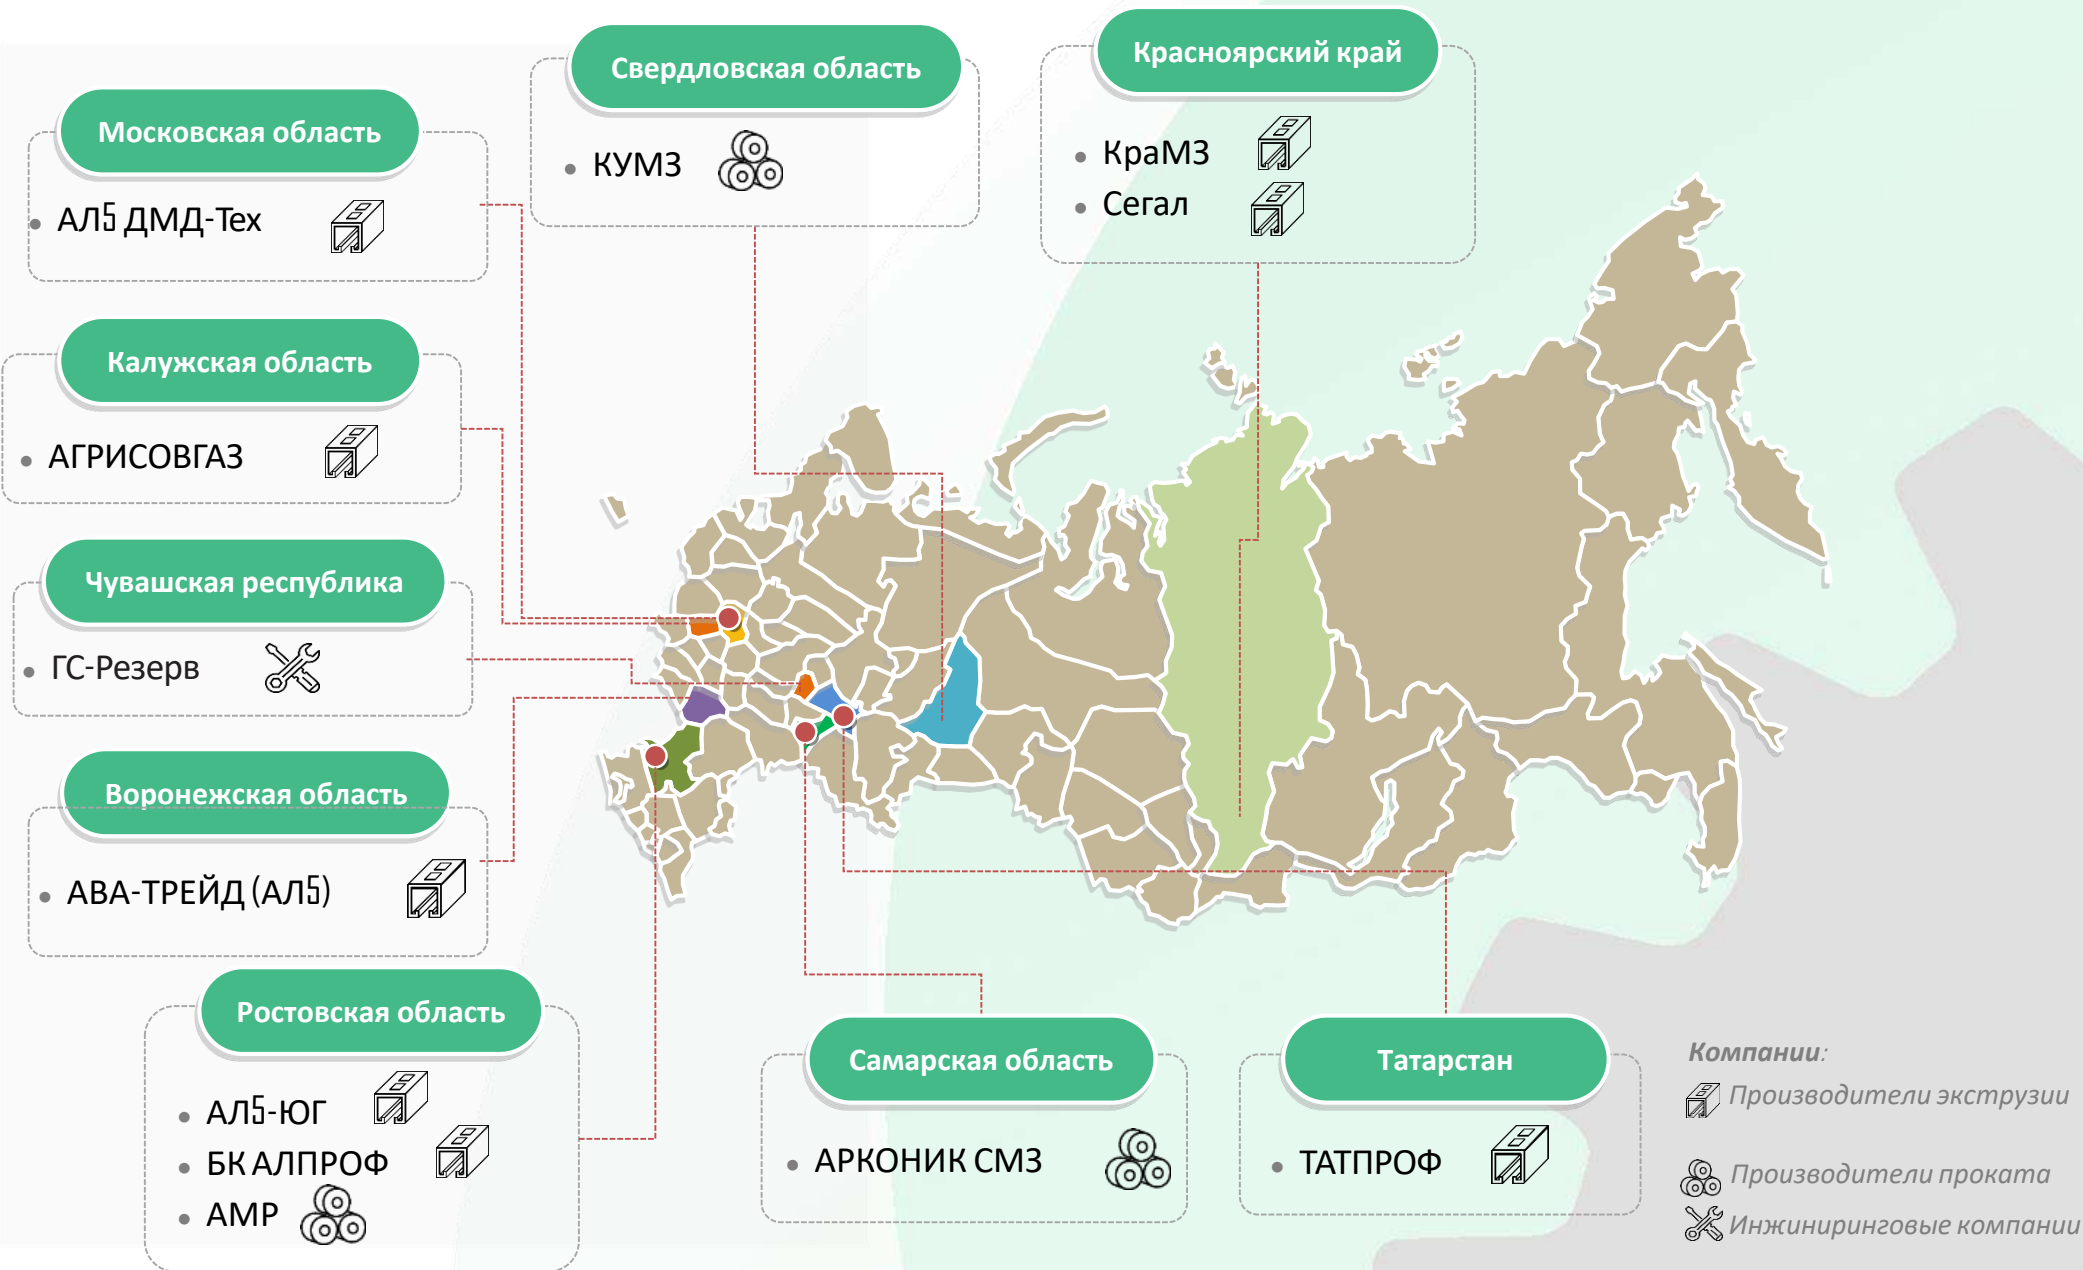 Свердловская область
КУМЗ
Красноярский край
КраМЗ
Сегал
Московская область
АЛ5 ДМД-Тех
Калужская область
АГРИСОВГАЗ
Чувашская республика
ГС-Резерв
Воронежская область
АВА-ТРЕЙД (АЛ5)
Ростовская область
АЛ5-ЮГ
БК АЛПРОФ
АМР
Самарская область
АРКОНИК СМЗ
Татарстан
ТАТПРОФ
Компании:
Производители экструзии
Производители проката
Инжиниринговые компании